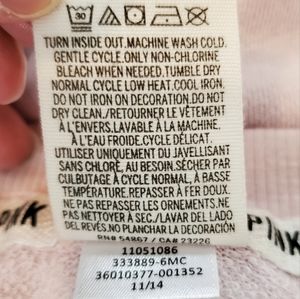 30
TURN INSIDE OUT.MACHINE WASH COLD.
GENTLE CYCLE.ONLY NON-CHLORINE
BLEACH WHEN NEEDED.TUMBLE DRY
NORMAL CYCLE LOW HEAT.COOL IRON.
DO NOT IRON ON DECORATION.DO NOT
DRY CLEAN./RETOURNER LE VÊTEMENT
À L'ENVERS.LAVABLE À LA MACHINE,
À L'EAU FROIDE.CYCLE DÉLICAT.
UTILISER UNIQUEMENT DU JAVELLISANT
SANS CHLORE, AU BESOIN. SÉCHER PAR
CULBUTAGE À CYCLE NORMAL, À BASSE
TEMPÉRATURE.REPASSER À FER DOUX.
NE PAS REPASSER LES ORNEMENTS. NE
PAS NETTOYER À SEC./LAVAR DEL LADO
DEL REVÉS.NO PLANCHAR LA DECORACIÓN
RN# 54867 / CA# 23226
PINK
11051086
333889-6MC
36010377-001352
11/14